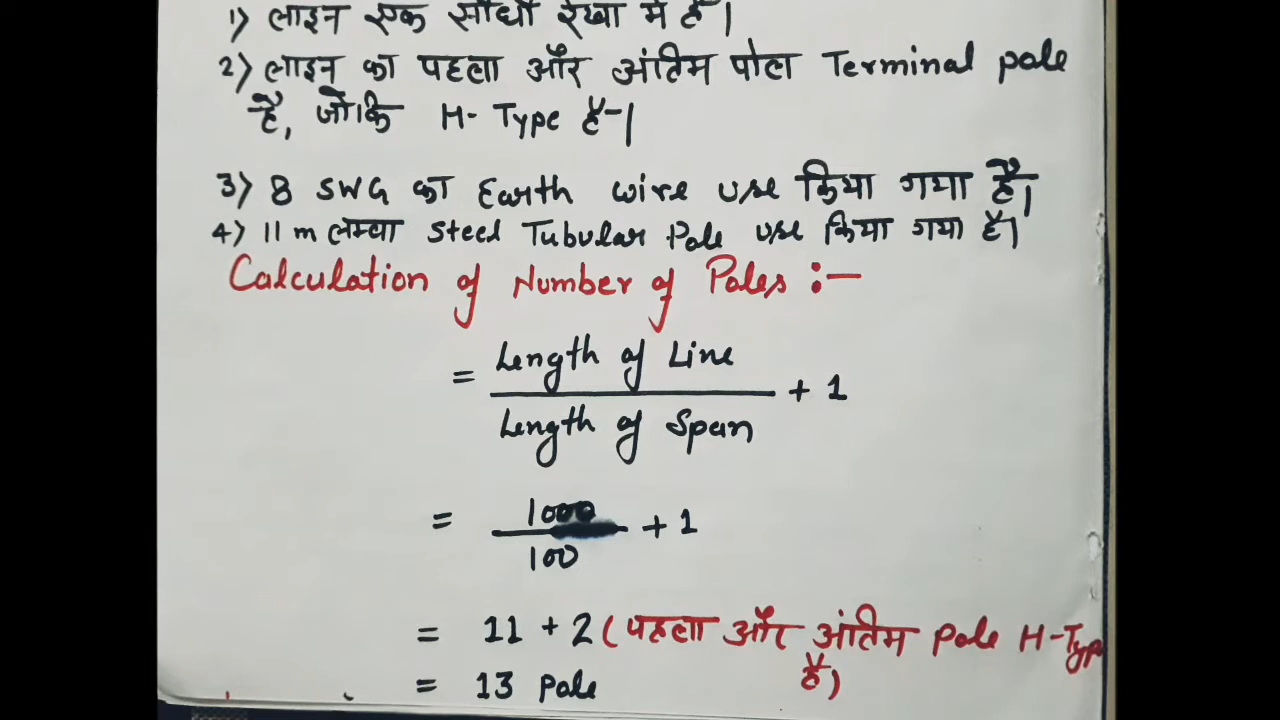 1) लाइन एक सीधी रेखा में है।
2) लाइन का पहला और अंतिम पोल Terminal pole
है, जोकि H- Type है।
3) 8 SWG का Earth wire use किया गया है।
4) 11 m लम्बा Steel Tubular Pole use किया गया है।
Calculation of Number of Poles :-
= Length of Line / Length of Span + 1
= 1000 / 100 + 1
= 11 + 2 (पहला और अंतिम pole H-Type
है)
= 13 pole